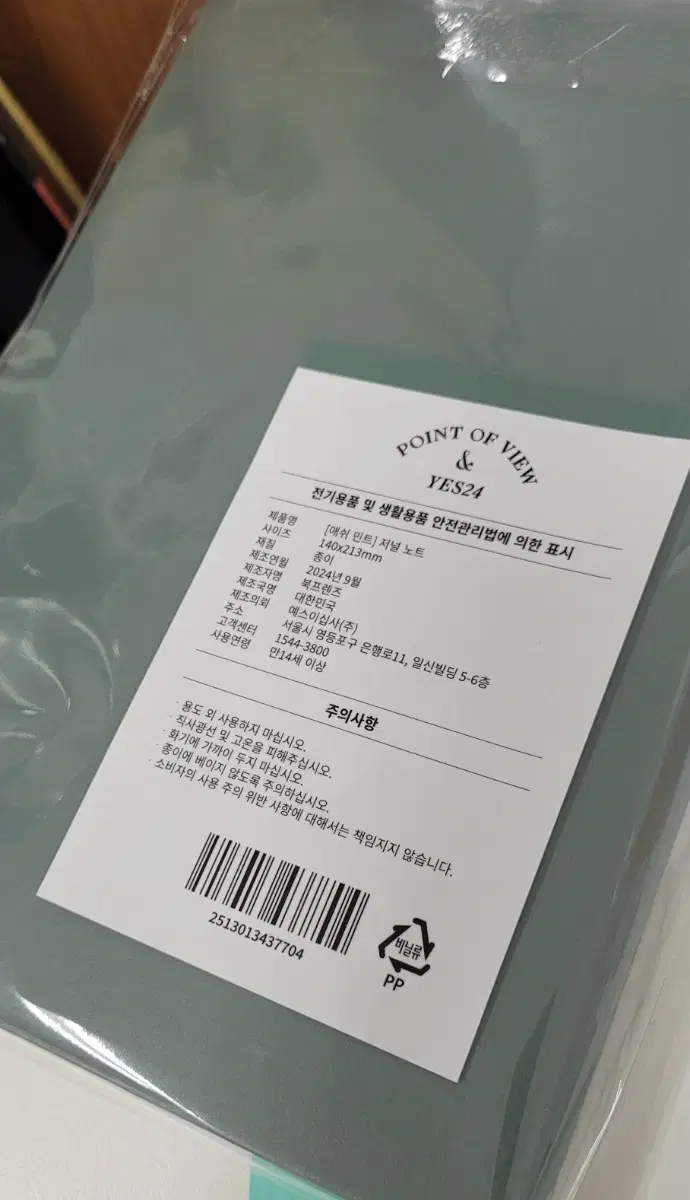 POINT OF VIEW
&
YES24
전기용품 및 생활용품 안전관리법에 의한 표시
제품명 [애쉬 민트] 저널 노트
사이즈 140x213mm
재질 종이
제조연월 2024년 9월
제조자명 북프렌즈
제조국명 대한민국
제조의뢰 예스이십사(주)
주소 서울시 영등포구 은행로11, 일신빌딩 5-6층
고객센터 1544-3800
사용연령 만14세 이상
주의사항
· 용도 외 사용하지 마십시오.
· 직사광선 및 고온을 피해주십시오.
· 화기에 가까이 두지 마십시오.
· 종이에 베이지 않도록 주의하십시오.
· 소비자의 사용 주의 위반 사항에 대해서는 책임지지 않습니다.
2513013437704
비닐류
PP